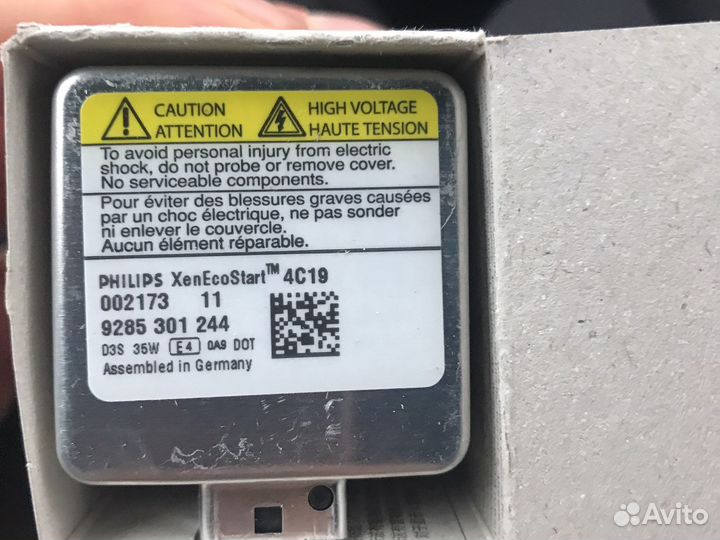 CAUTION
ATTENTION
HIGH VOLTAGE
HAUTE TENSION
To avoid personal injury from electric
shock, do not probe or remove cover.
No serviceable components.
Pour éviter des blessures graves causées
par un choc électrique, ne pas sonder
ni enlever le couvercle.
Aucun élément réparable.
PHILIPS XenEcoStart™ 4C19
002173 11
9285 301 244
D3S 35W E4 0A9 DOT
Assembled in Germany
Avito